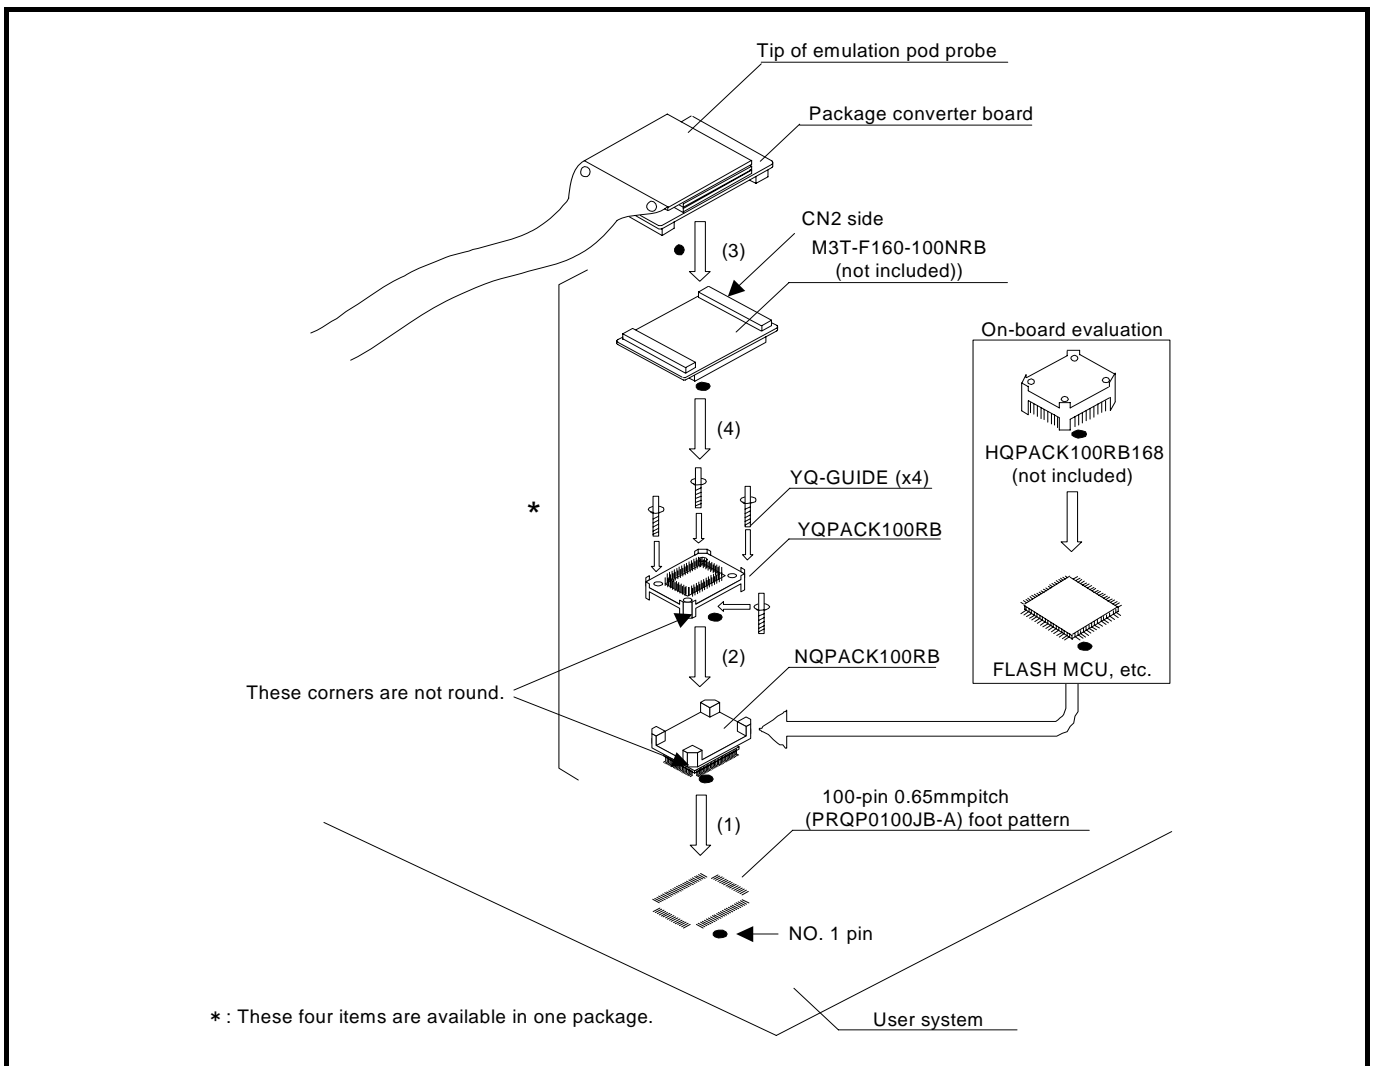 Tip of emulation pod probe
Package converter board
CN2 side
(3)
M3T-F160-100NRB
(not included))
On-board evaluation
(4)
HQPACK100RB168
(not included)
YQ-GUIDE (x4)
*
YQPACK100RB
(2)
NQPACK100RB
FLASH MCU, etc.
These corners are not round.
100-pin 0.65mmpitch
(1)
(PRQP0100JB-A) foot pattern
NO. 1 pin
* : These four items are available in one package.
User system